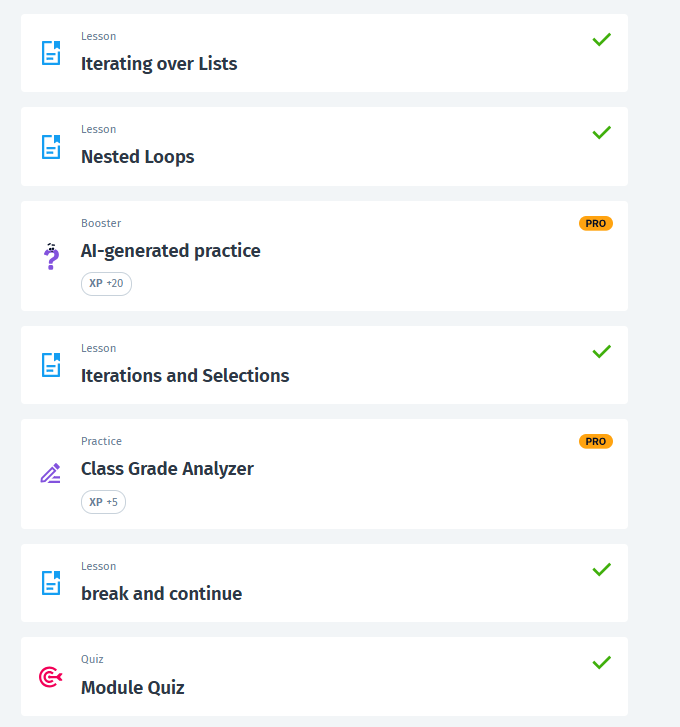 Lesson
Iterating over Lists
Lesson
Nested Loops
Booster
PRO
AI-generated practice
XP +20
Lesson
Iterations and Selections
Practice
PRO
Class Grade Analyzer
XP +5
Lesson
break and continue
Quiz
Module Quiz